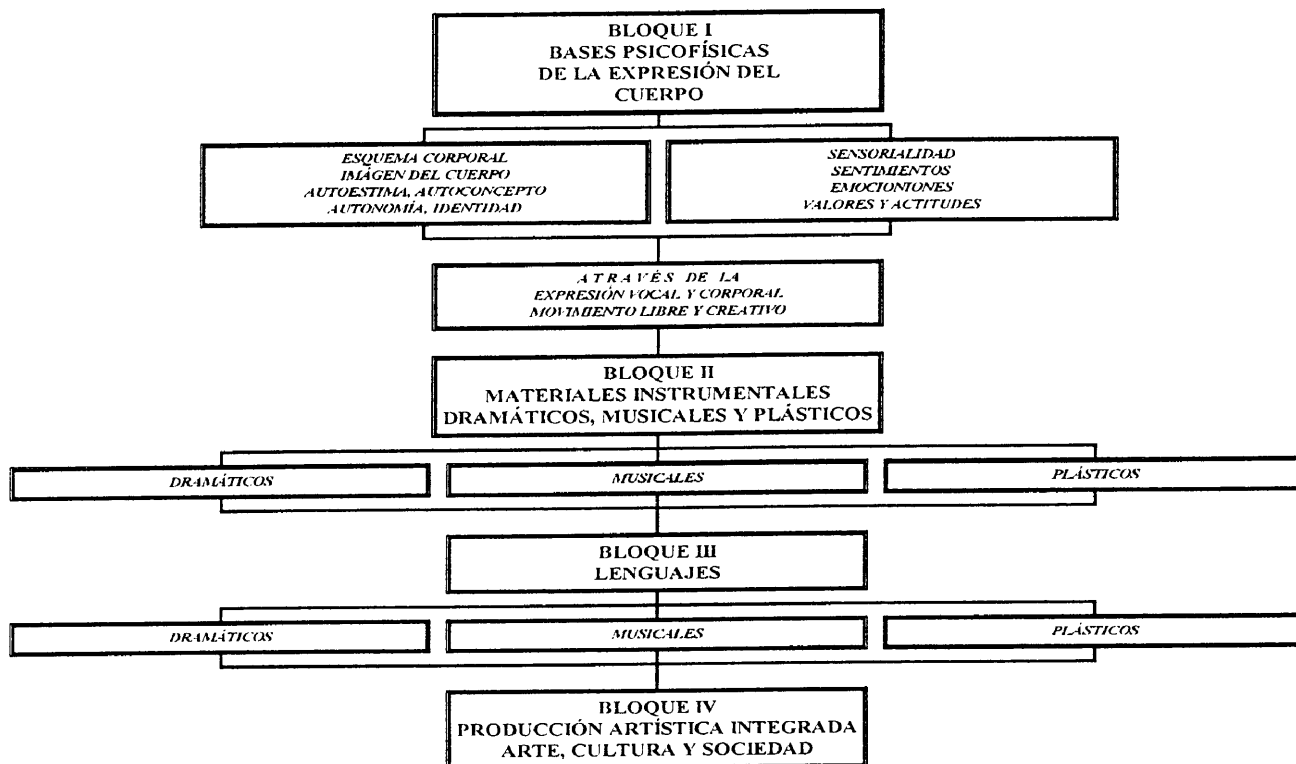 BLOQUE I
BASES PSICOFÍSICAS
DE LA EXPRESIÓN DEL
CUERPO
ESQUEMA CORPORAL
IMÁGEN DEL CUERPO
AUTOESTIMA, AUTOCONCEPTO
AUTONOMÍA, IDENTIDAD
SENSORIALIDAD
SENTIMIENTOS
EMOCIONTONES
VALORES Y ACTITUDES
A TRAVÉS DE LA
EXPRESIÓN VOCAL Y CORPORAL
MOVIMIENTO LIBRE Y CREATIVO
BLOQUE II
MATERIALES INSTRUMENTALES
DRAMÁTICOS, MUSICALES Y PLÁSTICOS
DRAMÁTICOS
MUSICALES
PLÁSTICOS
BLOQUE III
LENGUAJES
DRAMÁTICOS
MUSICALES
PLÁSTICOS
BLOQUE IV
PRODUCCIÓN ARTÍSTICA INTEGRADA
ARTE, CULTURA Y SOCIEDAD